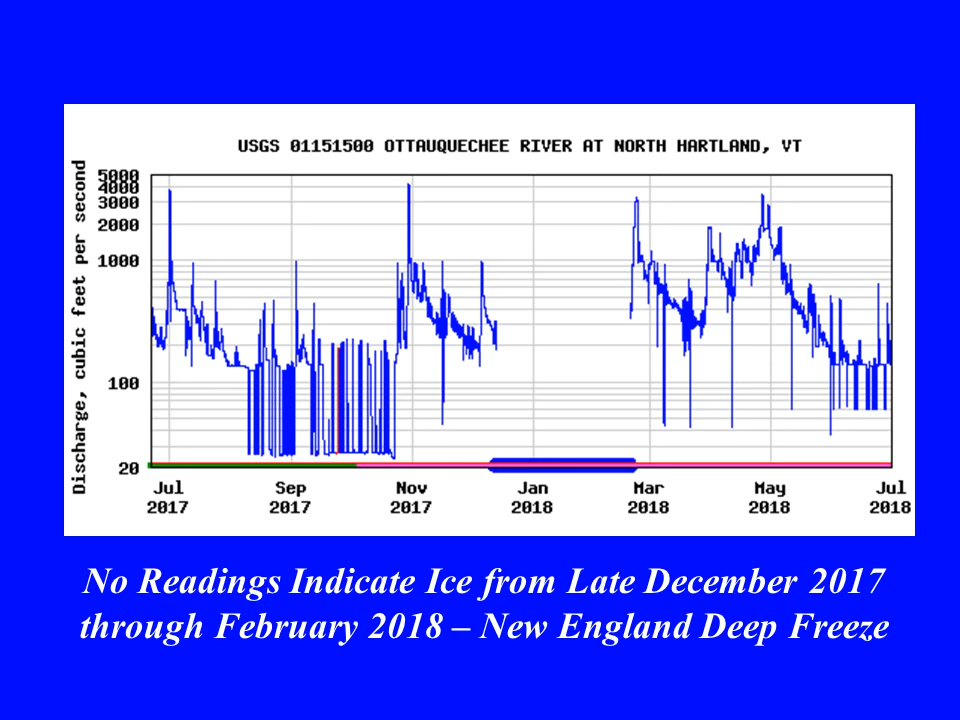 USGS 01151500 OTTAUQUECHEE RIVER AT NORTH HARTLAND, VT
Discharge, cubic feet per second
5000
4000
3000
2000
1000
100
20
Jul Sep Nov Jan Mar May Jul
2017 2017 2017 2018 2018 2018 2018
No Readings Indicate Ice from Late December 2017
through February 2018 – New England Deep Freeze